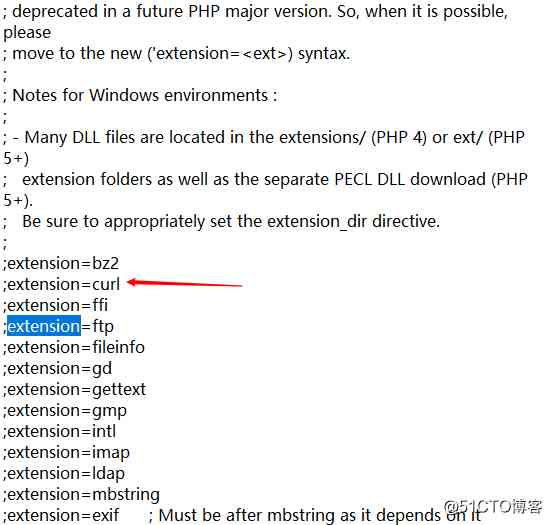 ; deprecated in a future PHP major version. So, when it is possible,
please
; move to the new ('extension=<ext>) syntax.
;
; Notes for Windows environments :
;
; - Many DLL files are located in the extensions/ (PHP 4) or ext/ (PHP
5+)
;   extension folders as well as the separate PECL DLL download (PHP
5+).
;   Be sure to appropriately set the extension_dir directive.
;
;extension=bz2
;extension=curl
;extension=ffi
;extension=ftp
;extension=fileinfo
;extension=gd
;extension=gettext
;extension=gmp
;extension=intl
;extension=imap
;extension=ldap
;extension=mbstring
;extension=exif      ; Must be after mbstring as it depends on it
@51CTO博客